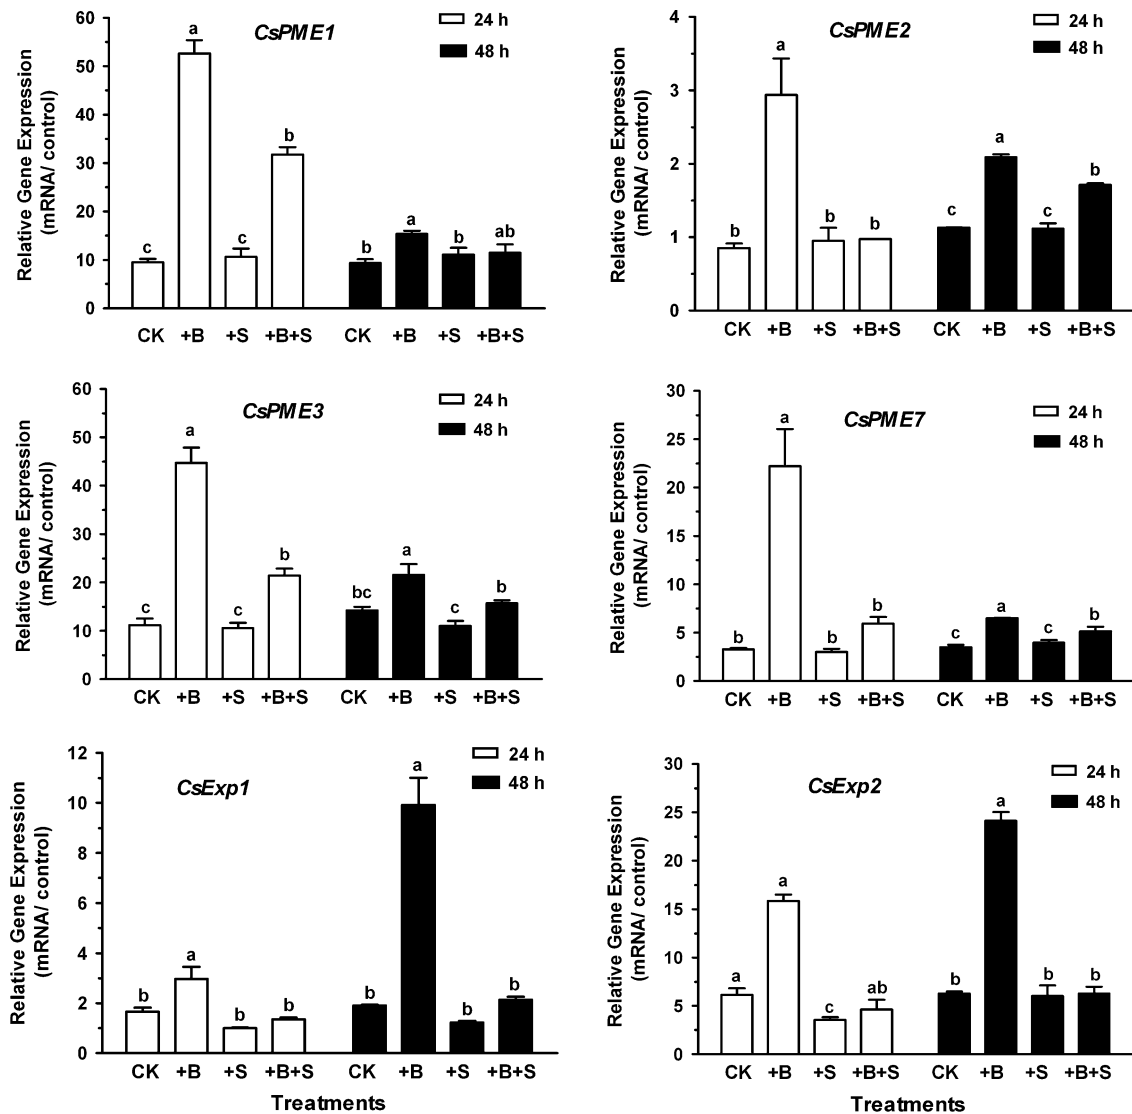 CsPME1
24 h
48 h
Relative Gene Expression
(mRNA/ control)
60
50
40
30
20
10
0
c
a
c
b
b
a
b
ab
CK +B +S +B+S CK +B +S +B+S
CsPME2
24 h
48 h
Relative Gene Expression
(mRNA/ control)
4
3
2
1
0
b
a
b
b
c
a
c
b
CK +B +S +B+S CK +B +S +B+S
CsPME3
24 h
48 h
Relative Gene Expression
(mRNA/ control)
60
50
40
30
20
10
0
c
a
c
b
bc
a
c
b
CK +B +S +B+S CK +B +S +B+S
CsPME7
24 h
48 h
Relative Gene Expression
(mRNA/ control)
30
25
20
15
10
5
0
b
a
b
b
c
a
c
b
CK +B +S +B+S CK +B +S +B+S
CsExp1
24 h
48 h
Relative Gene Expression
(mRNA/ control)
12
10
8
6
4
2
0
b
a
b
b
b
a
b
b
CK +B +S +B+S CK +B +S +B+S
Treatments
CsExp2
24 h
48 h
Relative Gene Expression
(mRNA/ control)
30
25
20
15
10
5
0
a
a
c
ab
b
a
b
b
CK +B +S +B+S CK +B +S +B+S
Treatments